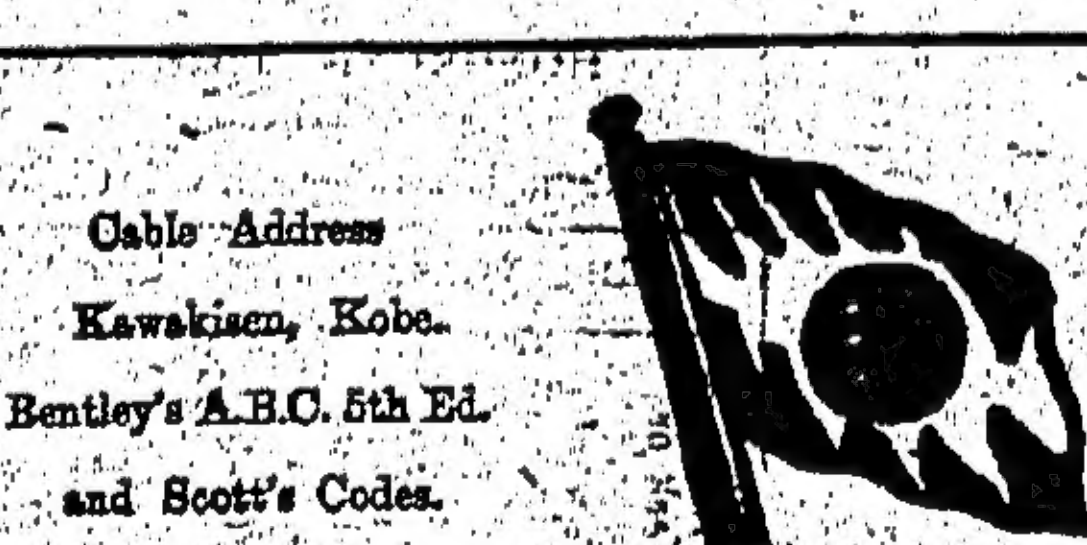 Cable Address
Kawakisen, Kobe.
Bentley's A.B.C. 5th Ed.
and Scott's Codes.